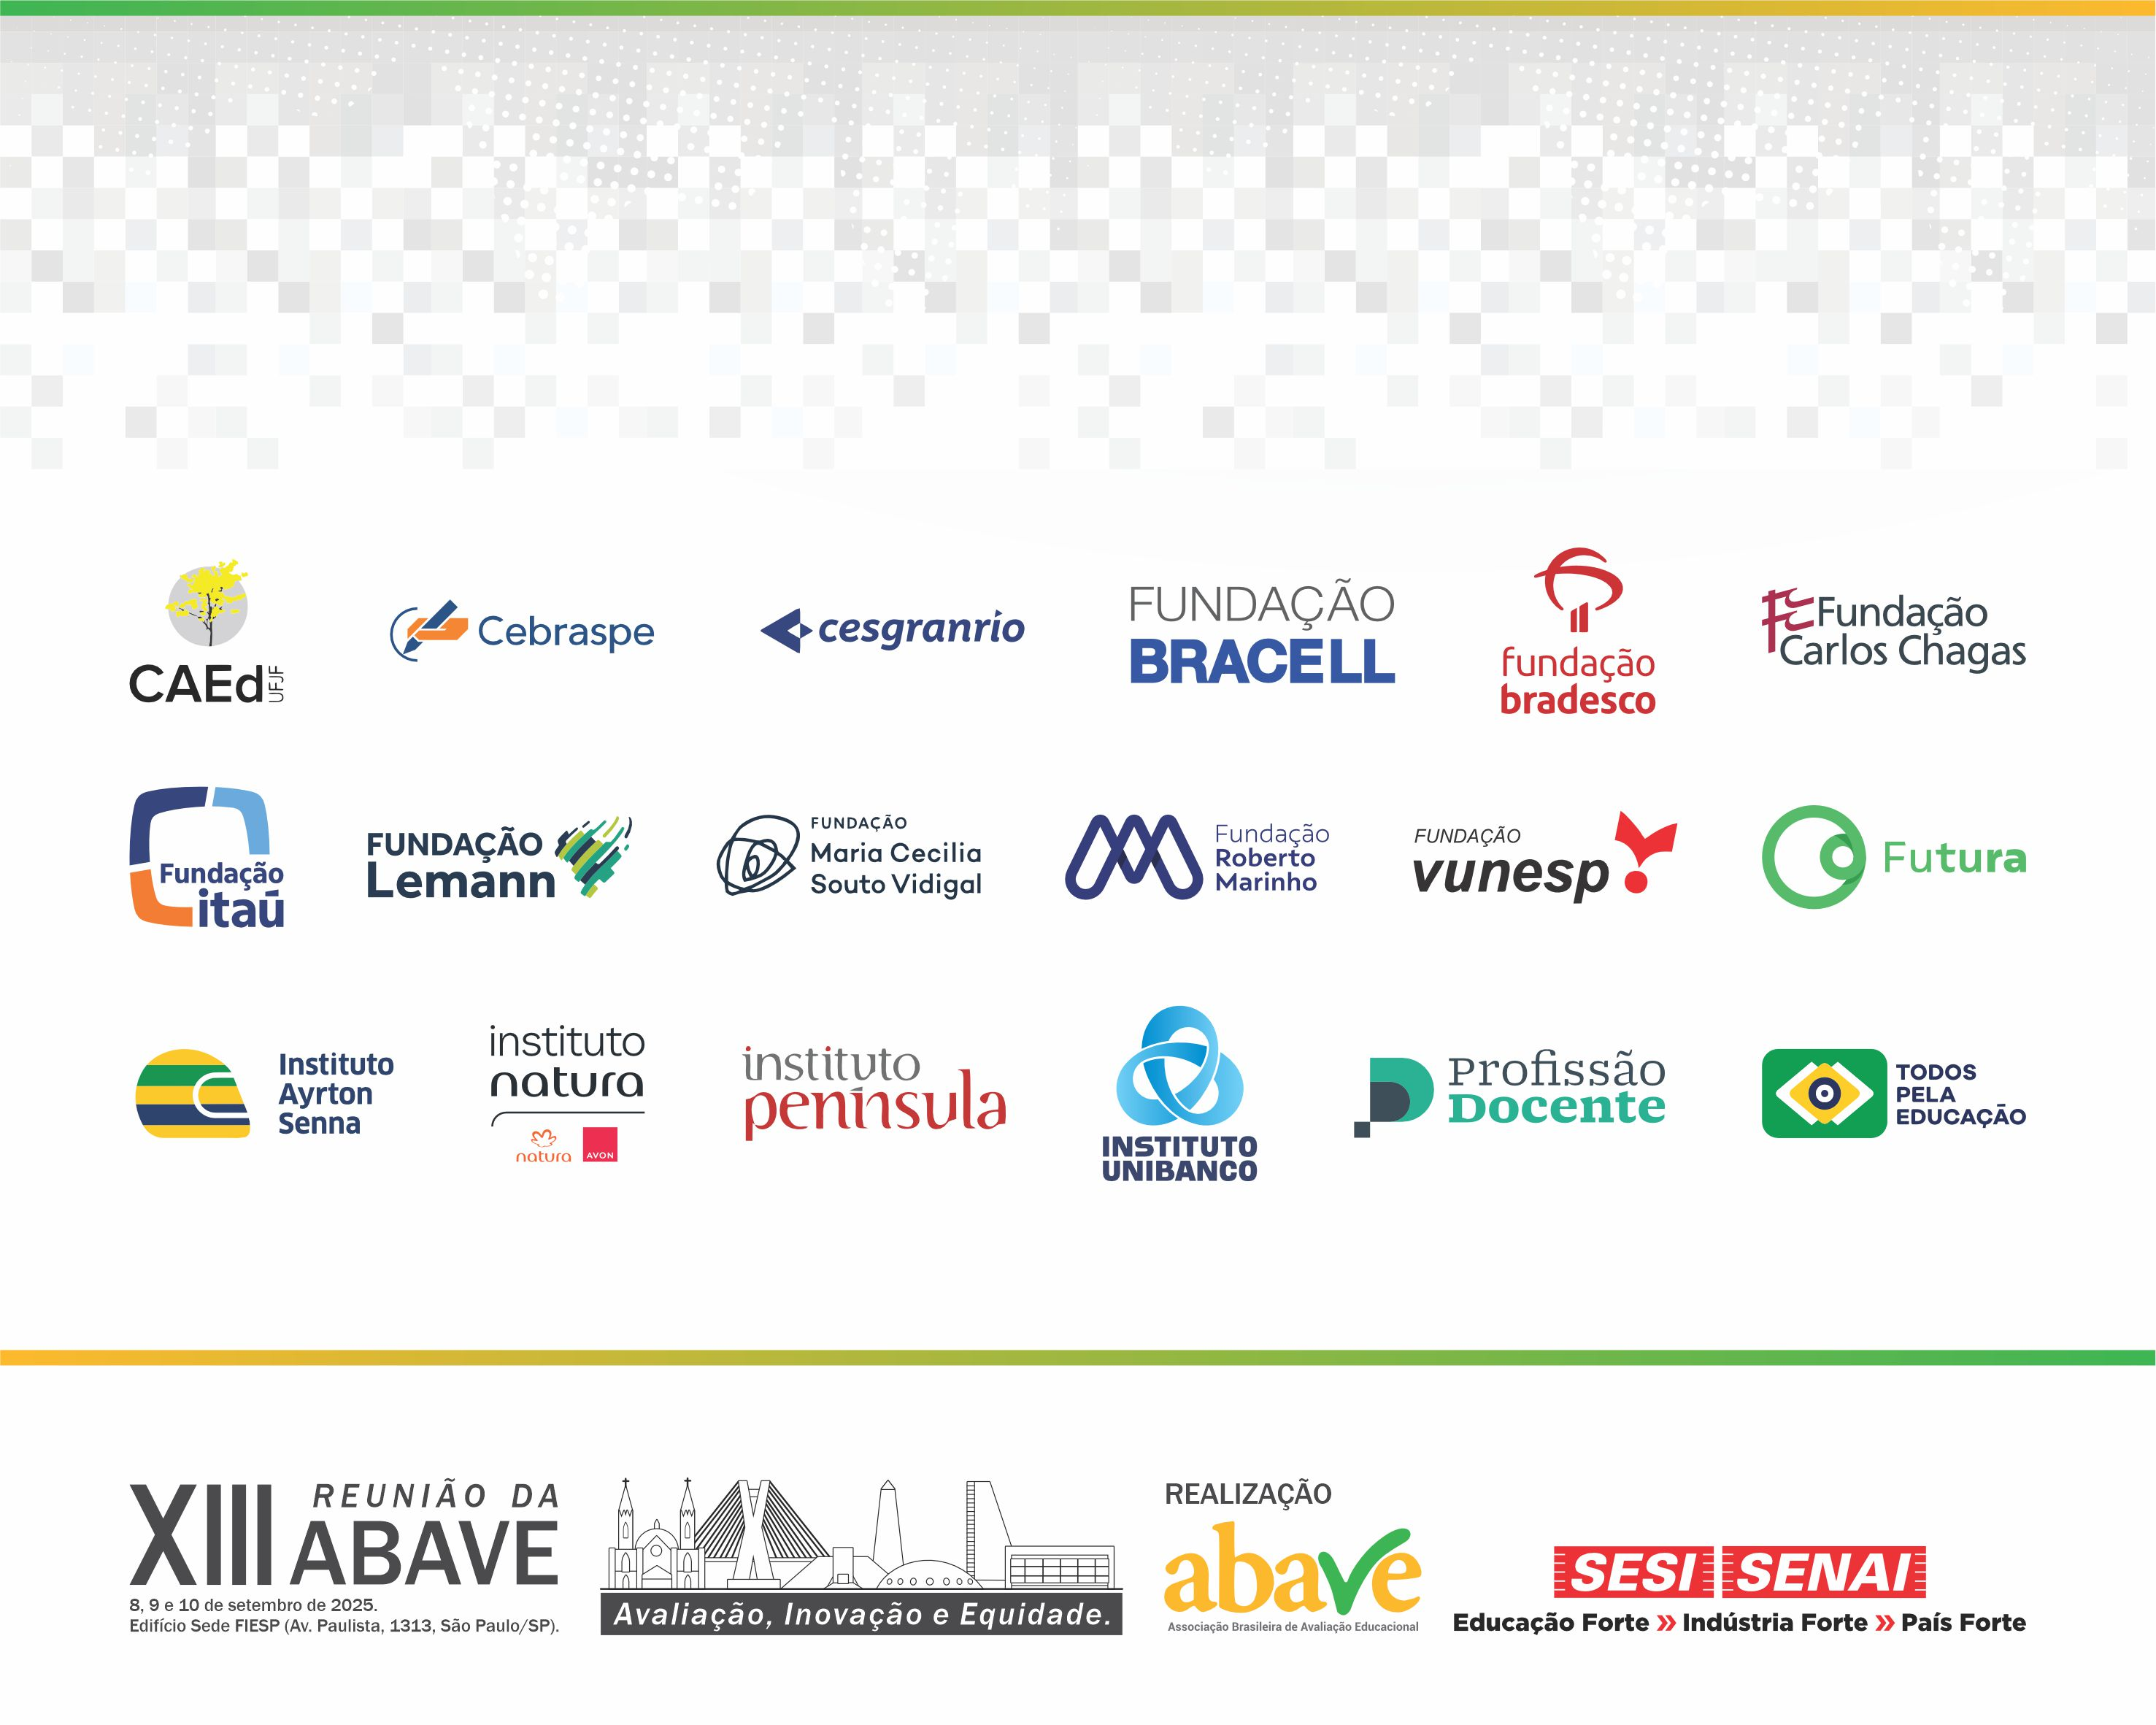 CAEd UFJF
Cebraspe
cesgranrio
FUNDAÇÃO
BRACELL
fundação
bradesco
Fundação
Carlos Chagas
Fundação
itaú
FUNDAÇÃO
Lemann
FUNDAÇÃO
Maria Cecilia
Souto Vidigal
Fundação
Roberto
Marinho
FUNDAÇÃO
vunesp
Futura
Instituto
Ayrton
Senna
instituto
natura
natura AVON
instituto
península
INSTITUTO
UNIBANCO
Profissão
Docente
TODOS
PELA
EDUCAÇÃO
XIII REUNIÃO DA
ABAVE
8, 9 e 10 de setembro de 2025.
Edifício Sede FIESP (Av. Paulista, 1313, São Paulo/SP).
Avaliação, Inovação e Equidade.
REALIZAÇÃO
abave
Associação Brasileira de Avaliação Educacional
SESI SENAI
Educação Forte » Indústria Forte » País Forte